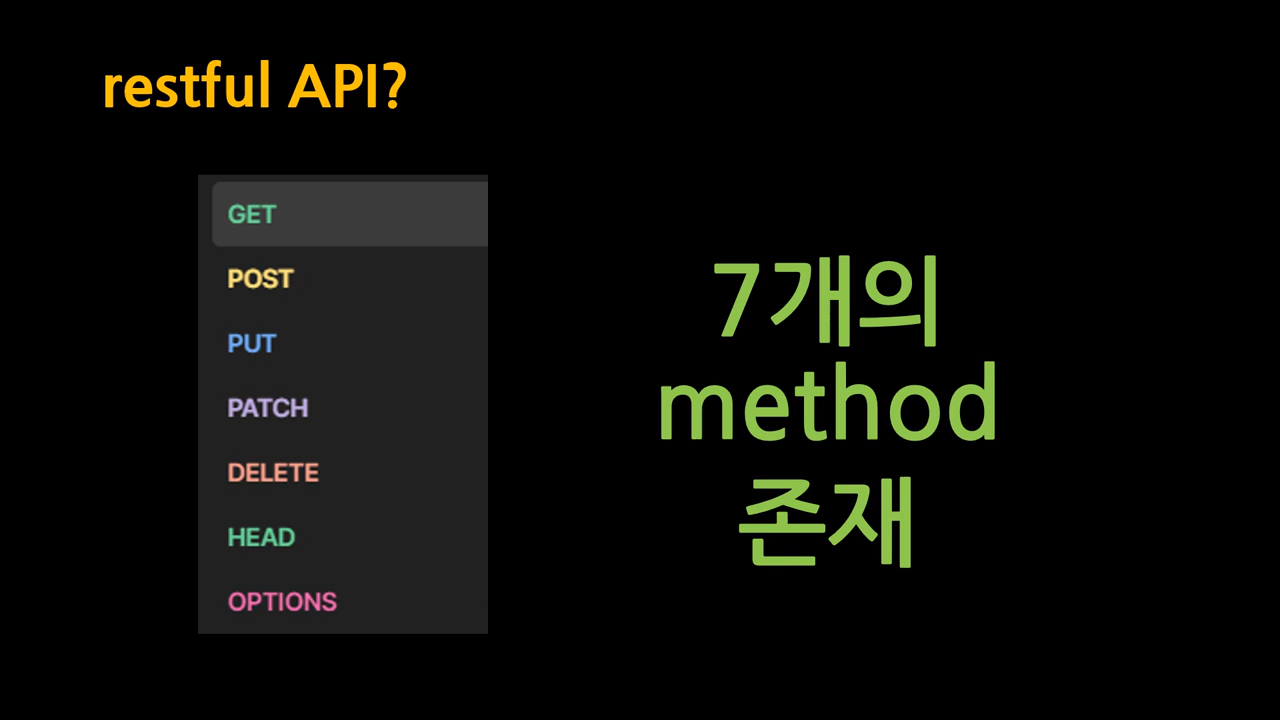 restful API?
GET
POST
PUT
PATCH
DELETE
HEAD
OPTIONS
7개의
method
존재